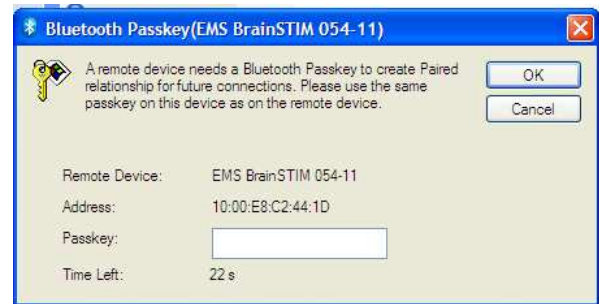 Bluetooth Passkey(EMS BrainSTIM 054-11)
A remote device needs a Bluetooth Passkey to create Paired
relationship for future connections. Please use the same
passkey on this device as on the remote device.
OK
Cancel
Remote Device: EMS BrainSTIM 054-11
Address: 10:00:E8:C2:44:1D
Passkey:
Time Left: 22 s